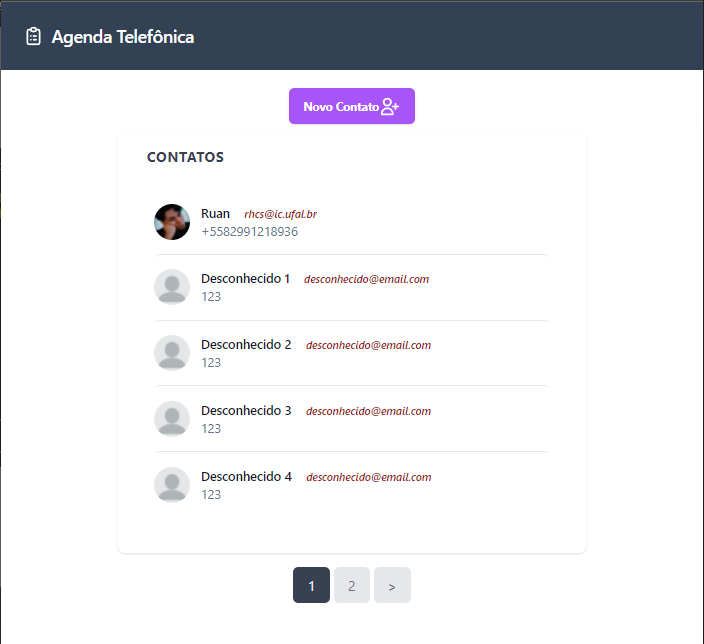 Agenda Telefônica
Novo Contato
CONTATOS
Ruan rhcs@ic.ufal.br
+5582991218936
Desconhecido 1 desconhecido@email.com
123
Desconhecido 2 desconhecido@email.com
123
Desconhecido 3 desconhecido@email.com
123
Desconhecido 4 desconhecido@email.com
123
1 2 >